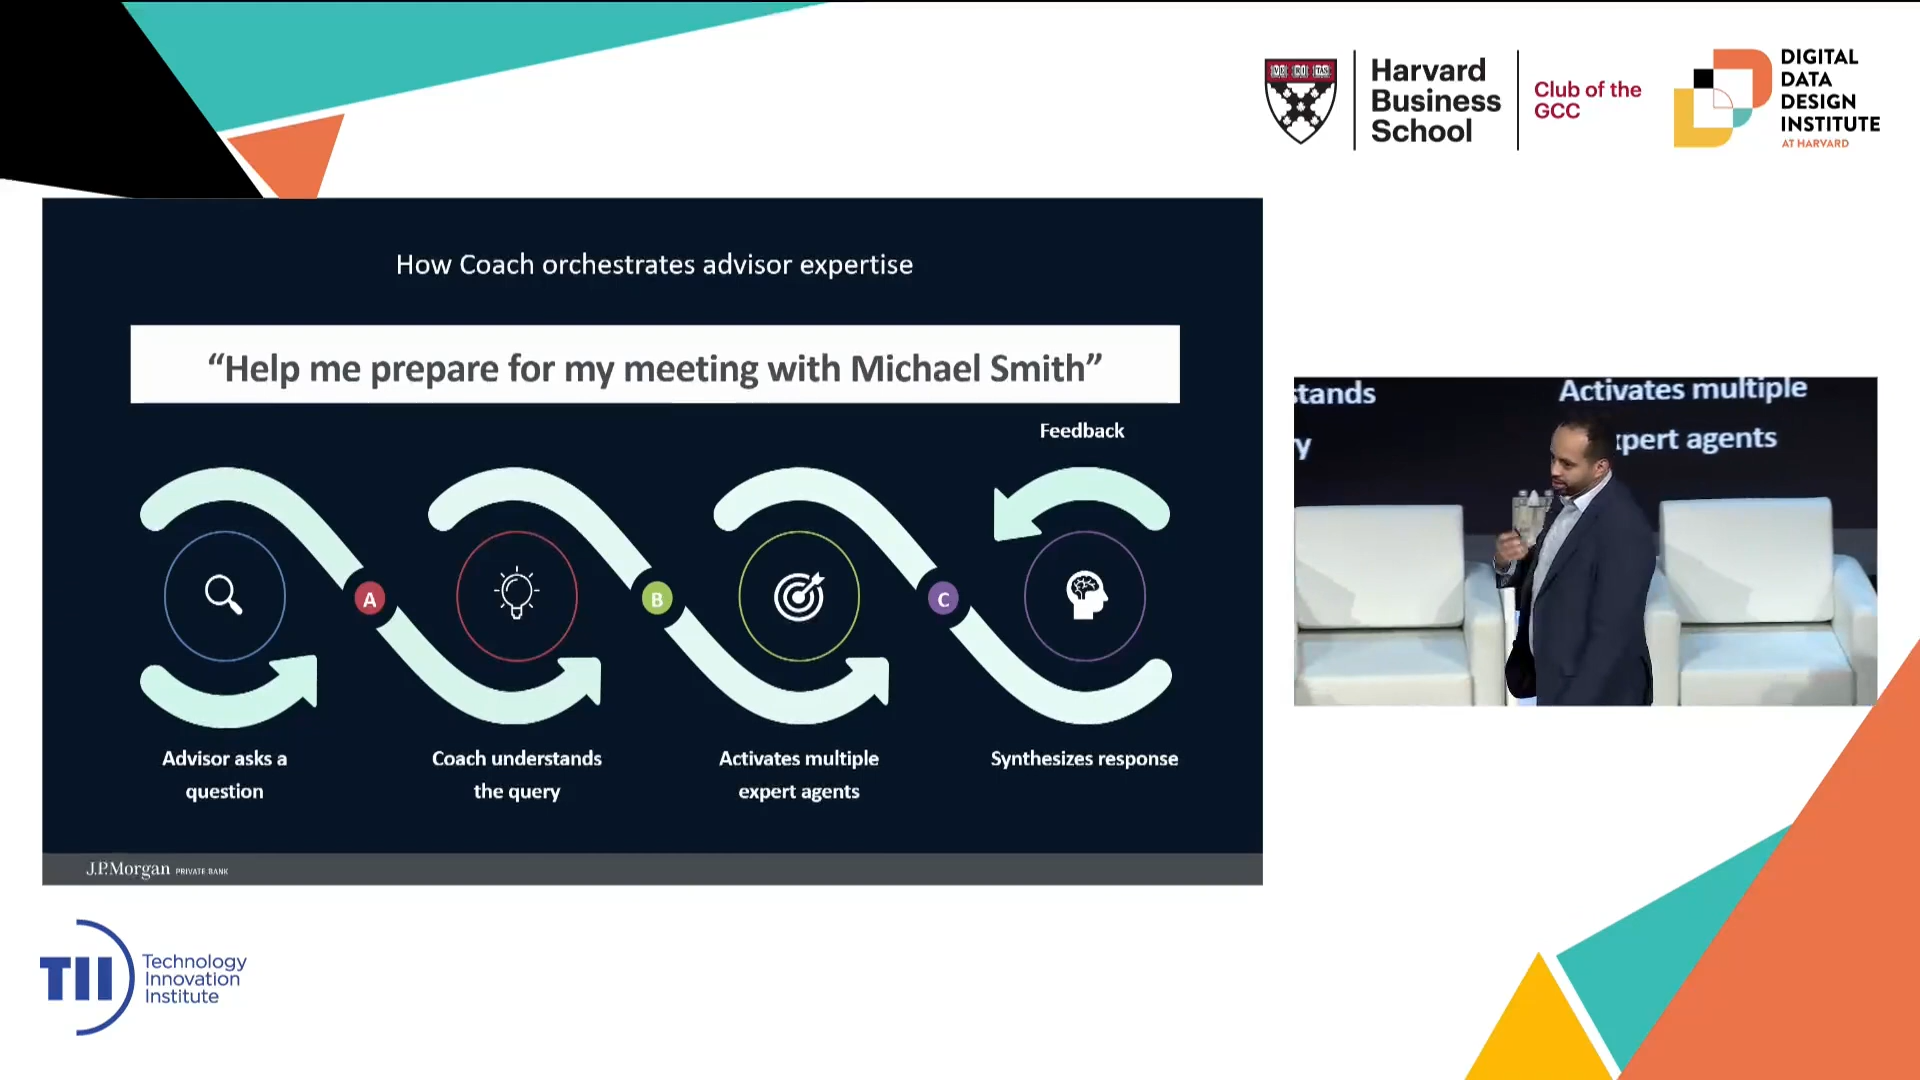 Harvard
Business
School
Club of the
GCC
DIGITAL
DATA
DESIGN
INSTITUTE
AT HARVARD
How Coach orchestrates advisor expertise
“Help me prepare for my meeting with Michael Smith”
Feedback
A
B
C
Advisor asks a
question
Coach understands
the query
Activates multiple
expert agents
Synthesizes response
J.P.Morgan PRIVATE BANK
stands
y
Activates multiple
xpert agents
TII
Technology
Innovation
Institute